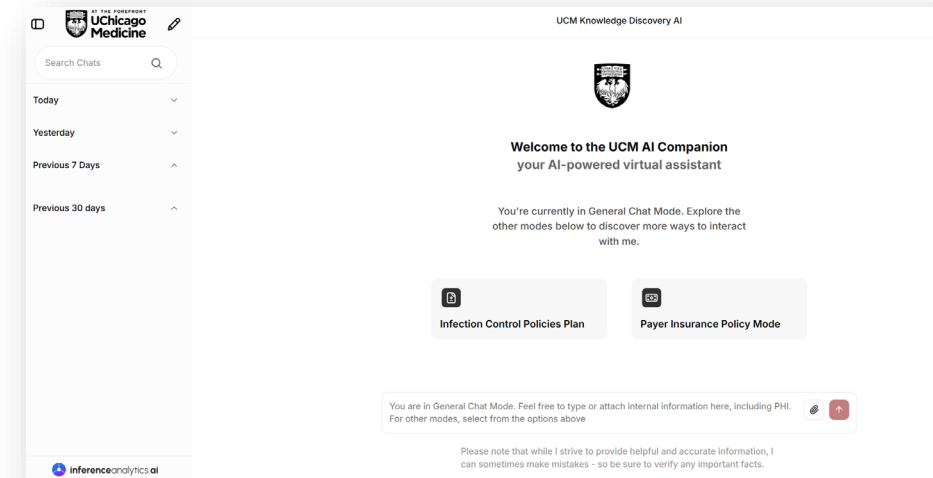 AT THE FOREFRONT
UChicago
Medicine
Search Chats
Today
Yesterday
Previous 7 Days
Previous 30 days
inferenceanalytics.ai
UCM Knowledge Discovery AI
Welcome to the UCM AI Companion
your AI-powered virtual assistant
You're currently in General Chat Mode. Explore the
other modes below to discover more ways to interact
with me.
Infection Control Policies Plan
Payer Insurance Policy Mode
You are in General Chat Mode. Feel free to type or attach internal information here, including PHI.
For other modes, select from the options above
Please note that while I strive to provide helpful and accurate information, I
can sometimes make mistakes - so be sure to verify any important facts.